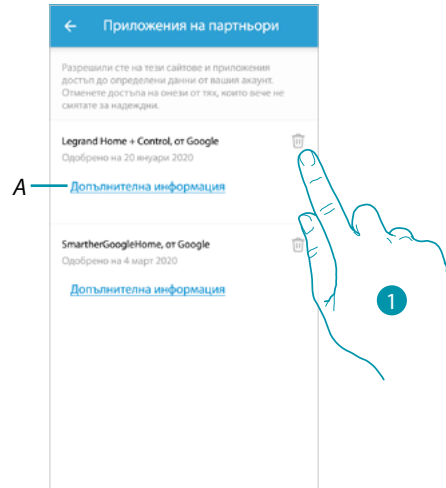 ← Приложения на партньори
Разрешили сте на тези сайтове и приложения
достъп до определени данни от вашия акаунт.
Отменете достъпа на онези от тях, които вече не
смятате за надеждни.
Legrand Home + Control, от Google
Одобрено на 20 януари 2020
A
Допълнителна информация
SmartherGoogleHome, от Google
Одобрено на 4 март 2020
Допълнителна информация
1